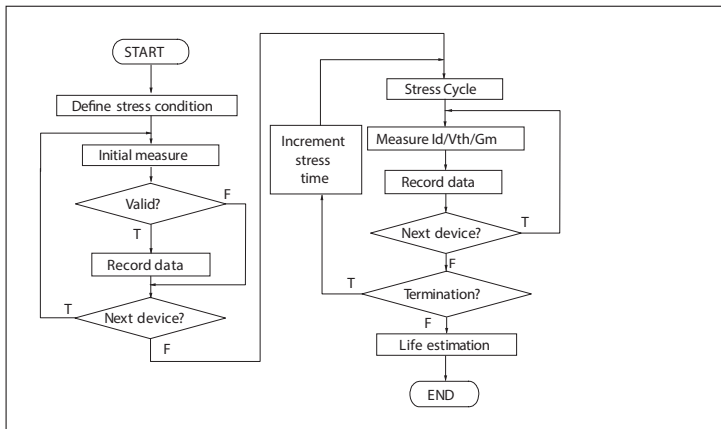 START
Define stress condition
Initial measure
Valid?
F
T
Record data
Next device?
T
F
Stress Cycle
Increment
stress
time
Measure Id/Vth/Gm
Record data
Next device?
T
F
Termination?
T
F
Life estimation
END